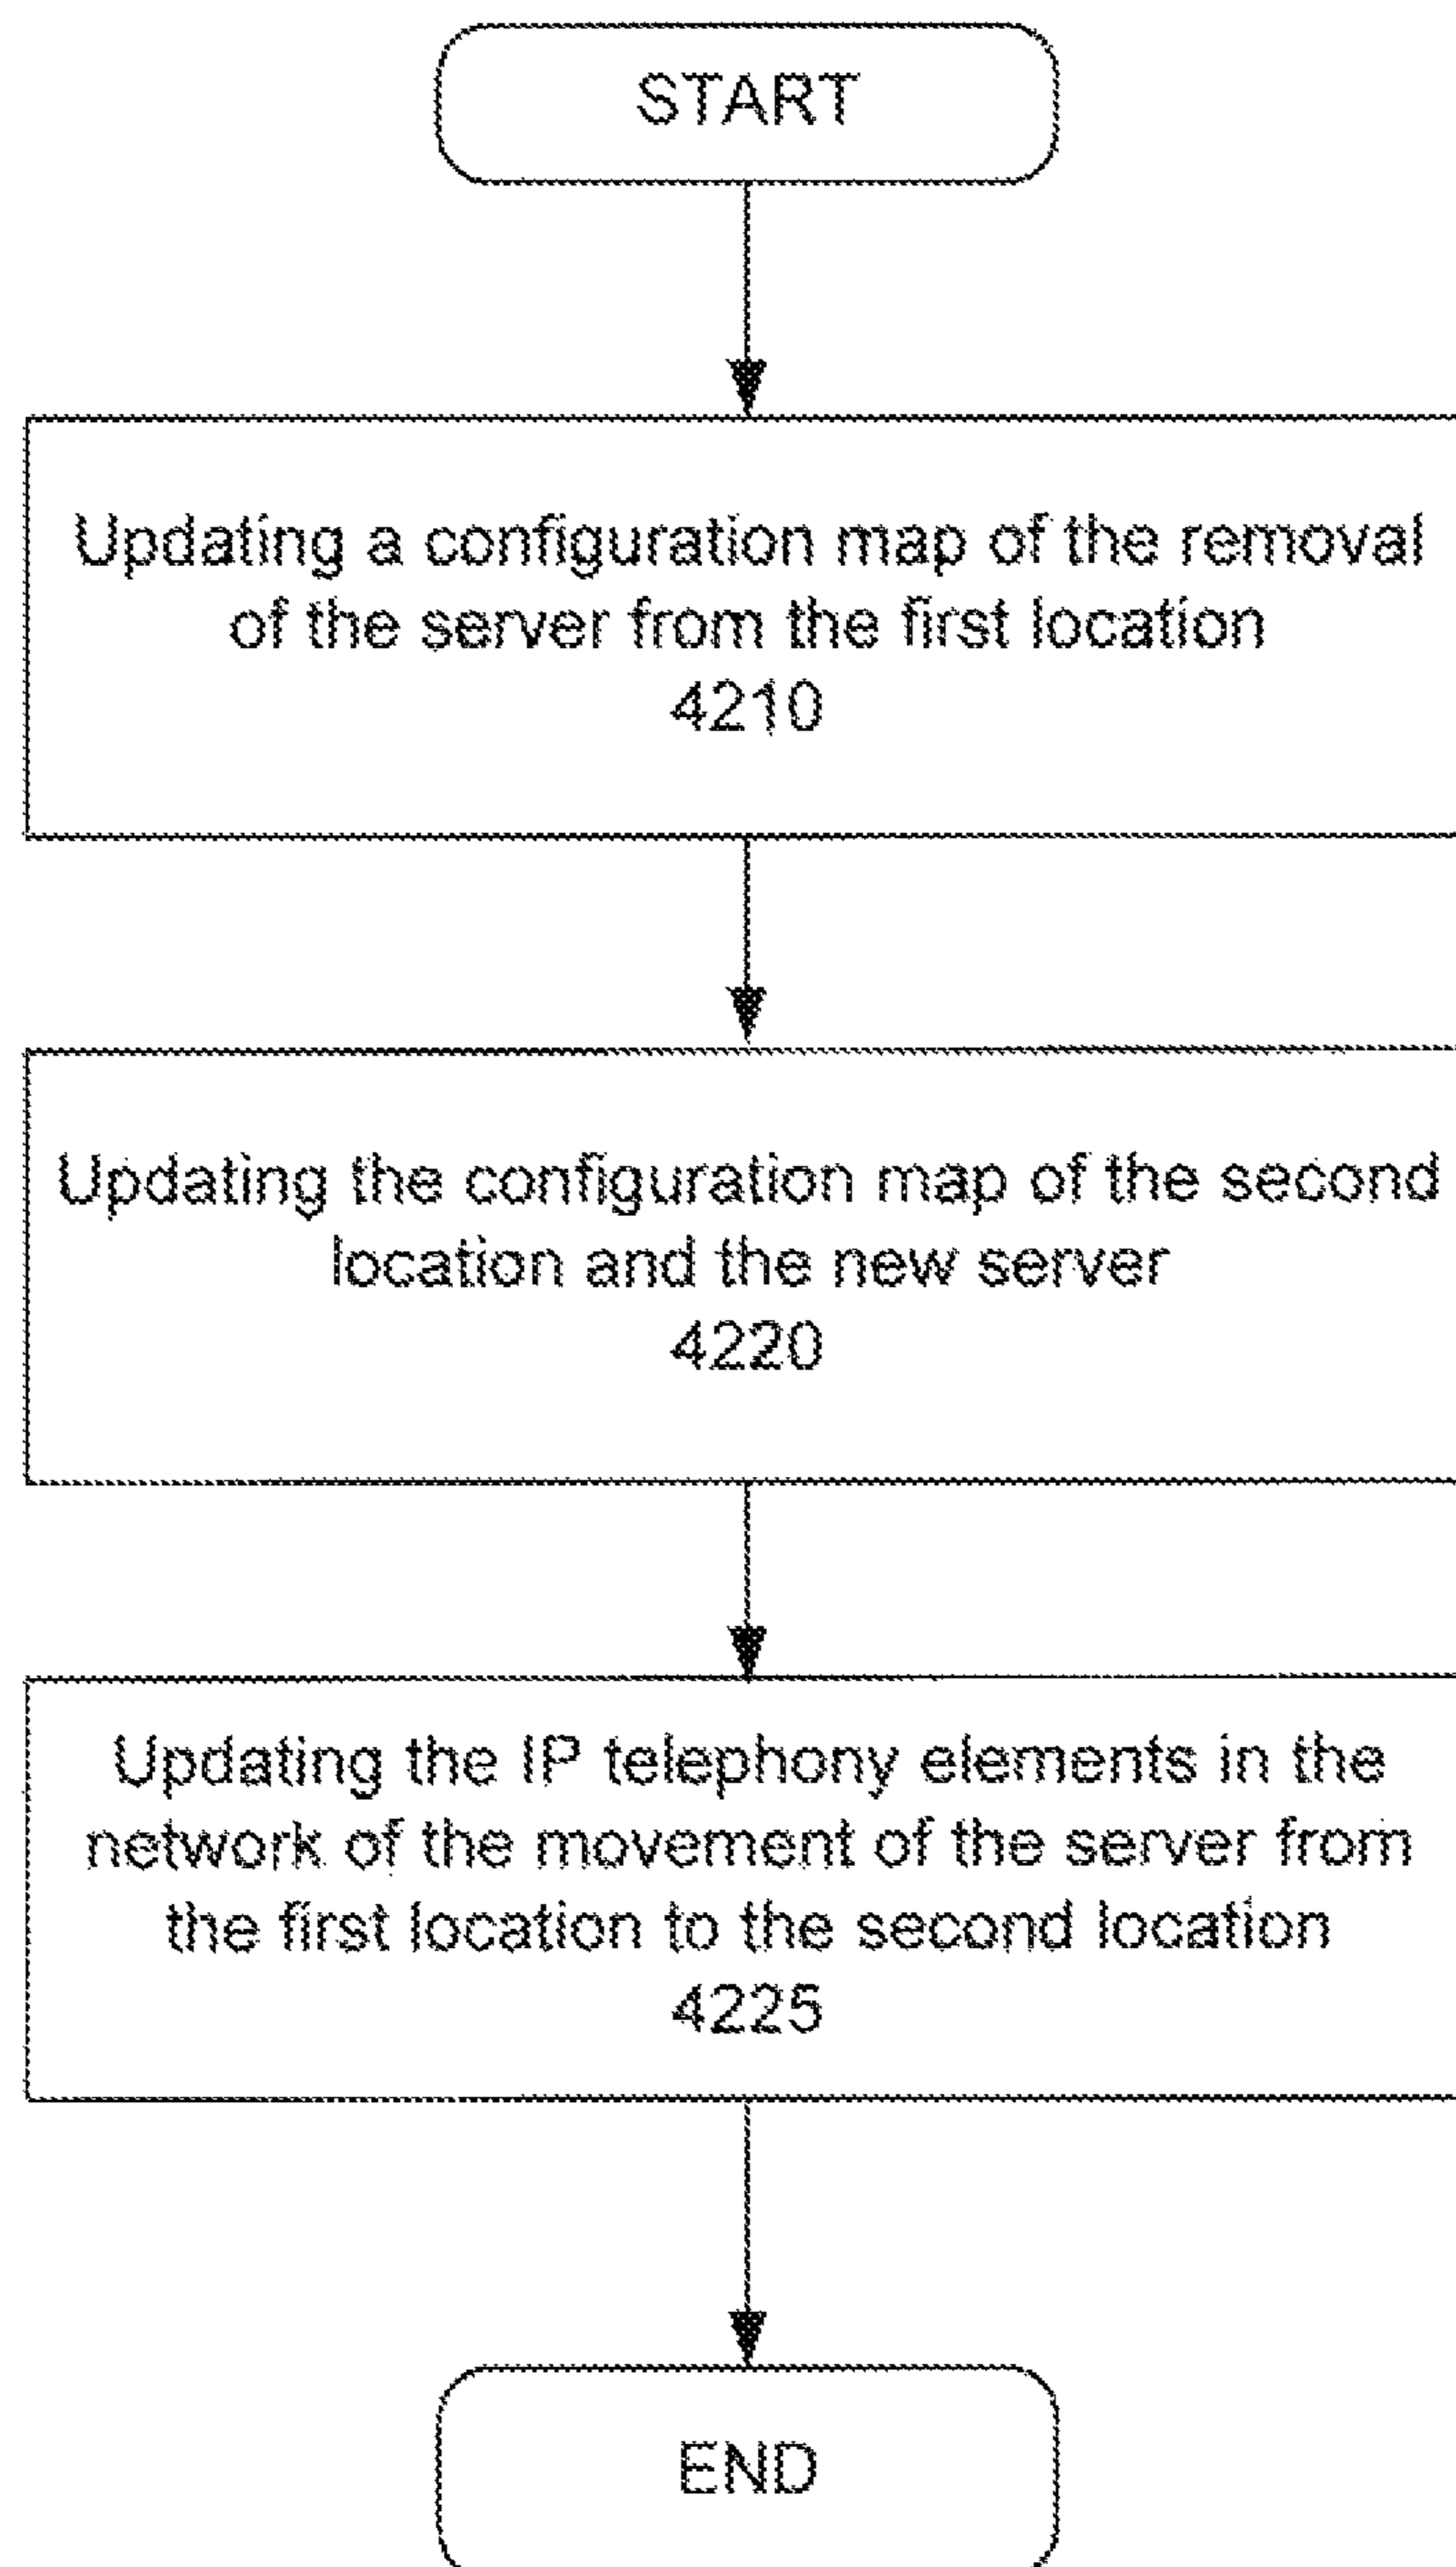 START
Updating a configuration map of the removal
of the server from the first location
4210
Updating the configuration map of the second
location and the new server
4220
Updating the IP telephony elements in the
network of the movement of the server from
the first location to the second location
4225
END